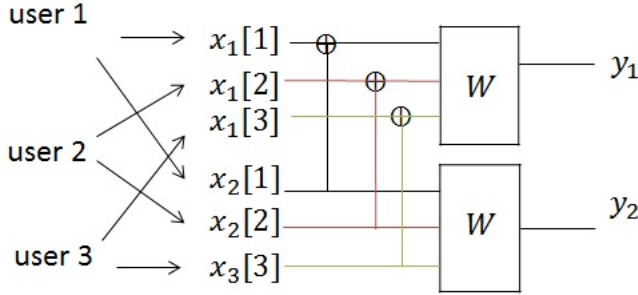 user 1
user 2
user 3
x₁[1]
x₁[2]
x₁[3]
x₂[1]
x₂[2]
x₃[3]
W
W
y₁
y₂